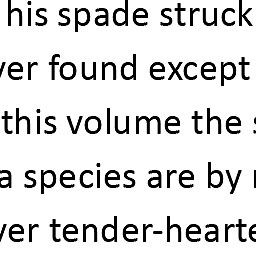 his spade struck
ver found except
this volume the
a species are by
ver tender-hearte